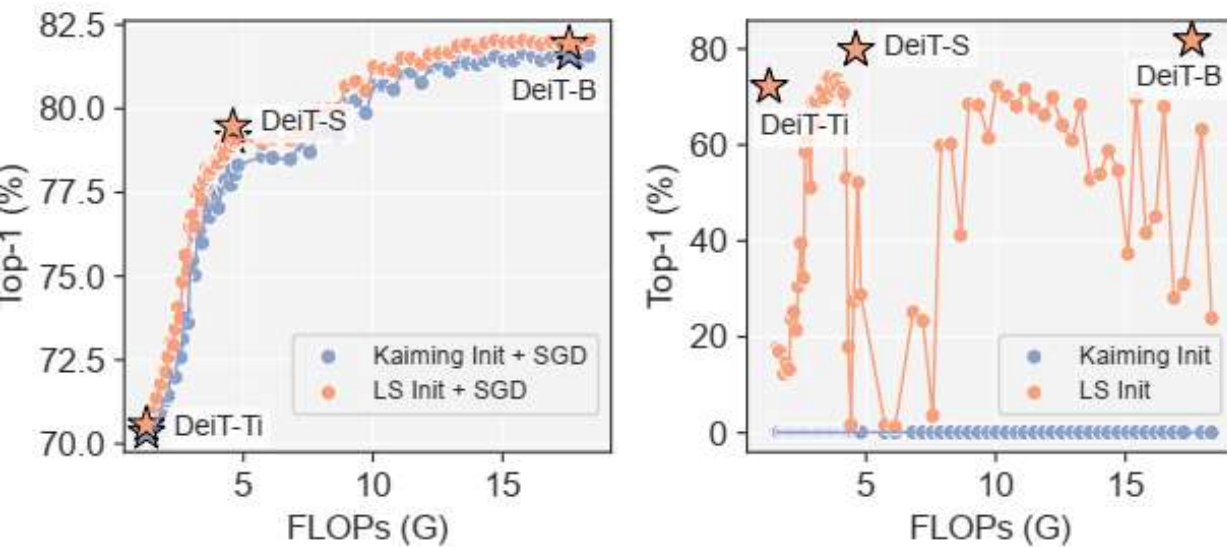 82.5
80.0
77.5
75.0
72.5
70.0
Top-1 (%)
DeiT-B
DeiT-S
DeiT-Ti
Kaiming Init + SGD
LS Init + SGD
5
10
15
FLOPs (G)
80
60
40
20
0
Top-1 (%)
DeiT-S
DeiT-B
DeiT-Ti
Kaiming Init
LS Init
5
10
15
FLOPs (G)